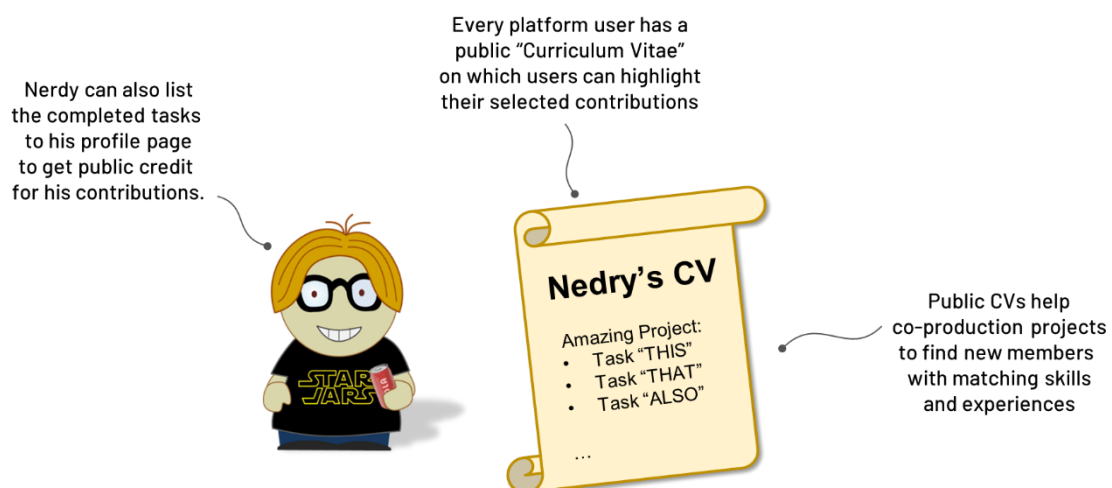 Every platform user has a
public “Curriculum Vitae”
on which users can highlight
their selected contributions
Nerdy can also list
the completed tasks
to his profile page
to get public credit
for his contributions.
Nedry’s CV
Amazing Project:
• Task “THIS”
• Task “THAT”
• Task “ALSO”
...
STAR
JARS
Public CVs help
co-production projects
to find new members
with matching skills
and experiences